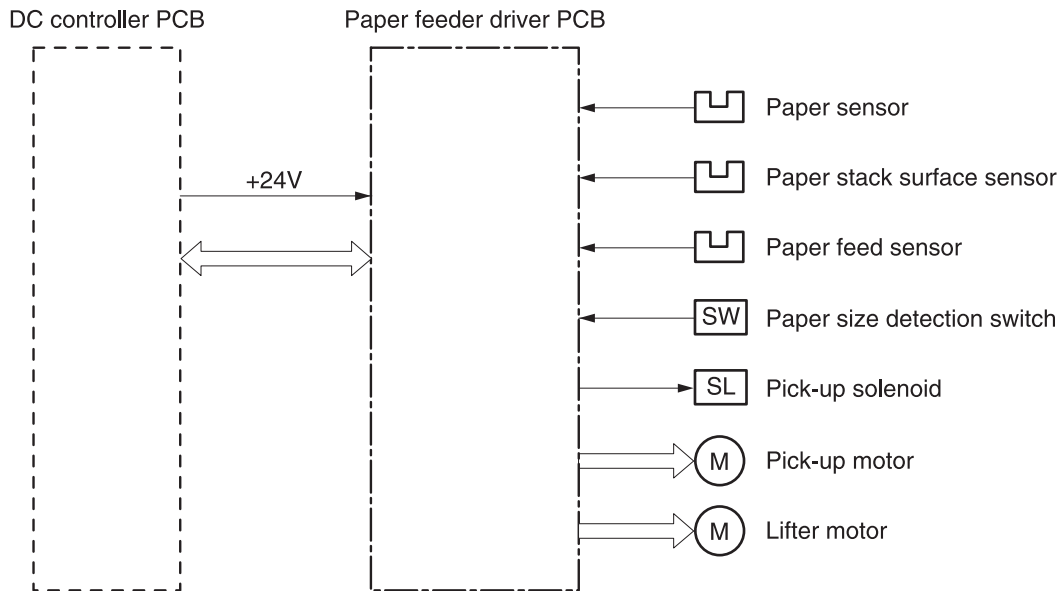 DC controller PCB
Paper feeder driver PCB
Paper sensor
+24V
Paper stack surface sensor
Paper feed sensor
SW Paper size detection switch
SL Pick-up solenoid
M Pick-up motor
M Lifter motor